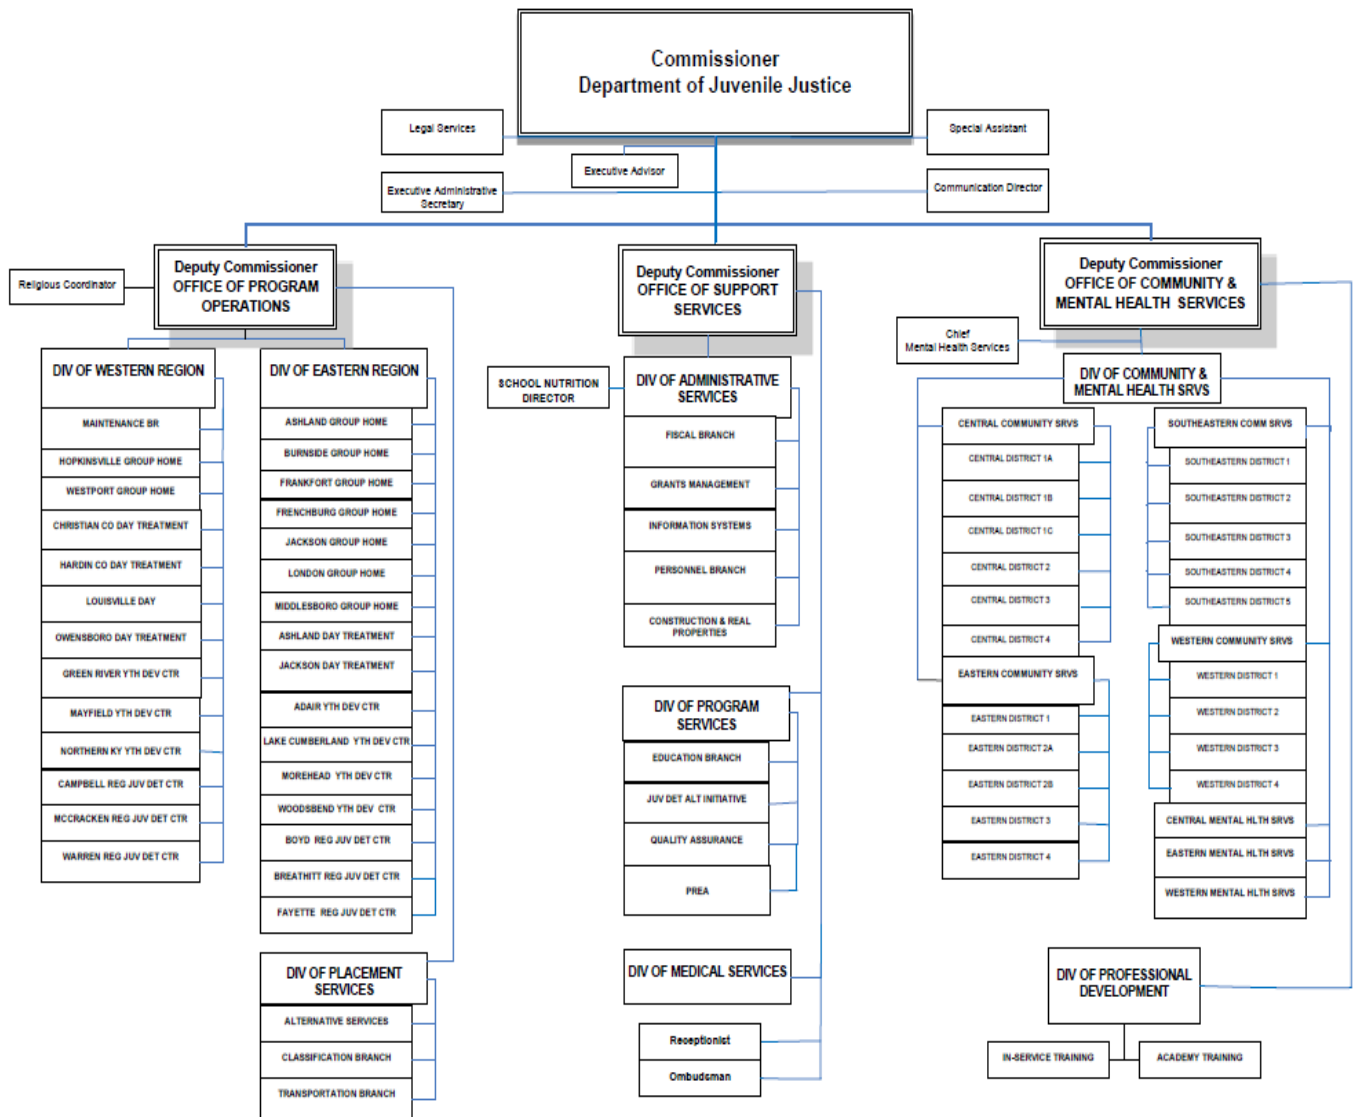 Commissioner
Department of Juvenile Justice
Legal Services
Special Assistant
Executive Advisor
Executive Administrative
Secretary
Communication Director
Religious Coordinator
Deputy Commissioner
OFFICE OF PROGRAM
OPERATIONS
Deputy Commissioner
OFFICE OF SUPPORT
SERVICES
Deputy Commissioner
OFFICE OF COMMUNITY &
MENTAL HEALTH SERVICES
DIV OF WESTERN REGION
MAINTENANCE BR
HOPKINSVILLE GROUP HOME
WESTPORT GROUP HOME
CHRISTIAN CO DAY TREATMENT
HARDIN CO DAY TREATMENT
LOUISVILLE DAY
OWENSBORO DAY TREATMENT
GREEN RIVER YTH DEV CTR
MAYFIELD YTH DEV CTR
NORTHERN KY YTH DEV CTR
CAMPBELL REG JUV DET CTR
MCCRACKEN REG JUV DET CTR
WARREN REG JUV DET CTR
DIV OF EASTERN REGION
ASHLAND GROUP HOME
BURNSIDE GROUP HOME
FRANKFORT GROUP HOME
FRENCHBURG GROUP HOME
JACKSON GROUP HOME
LONDON GROUP HOME
MIDDLESBORO GROUP HOME
ASHLAND DAY TREATMENT
JACKSON DAY TREATMENT
ADAIR YTH DEV CTR
LAKE CUMBERLAND YTH DEV CTR
MOREHEAD YTH DEV CTR
WOODSBEND YTH DEV CTR
BOYD REG JUV DET CTR
BREATHITT REG JUV DET CTR
FAYETTE REG JUV DET CTR
DIV OF PLACEMENT
SERVICES
ALTERNATIVE SERVICES
CLASSIFICATION BRANCH
TRANSPORTATION BRANCH
SCHOOL NUTRITION
DIRECTOR
DIV OF ADMINISTRATIVE
SERVICES
FISCAL BRANCH
GRANTS MANAGEMENT
INFORMATION SYSTEMS
PERSONNEL BRANCH
CONSTRUCTION & REAL
PROPERTIES
DIV OF PROGRAM
SERVICES
EDUCATION BRANCH
JUV DET ALT INITIATIVE
QUALITY ASSURANCE
PREA
DIV OF MEDICAL SERVICES
Receptionist
Ombudsman
Chief
Mental Health Services
DIV OF COMMUNITY &
MENTAL HEALTH SRVS
CENTRAL COMMUNITY SRVS
CENTRAL DISTRICT 1A
CENTRAL DISTRICT 1B
CENTRAL DISTRICT 1C
CENTRAL DISTRICT 2
CENTRAL DISTRICT 3
CENTRAL DISTRICT 4
EASTERN COMMUNITY SRVS
EASTERN DISTRICT 1
EASTERN DISTRICT 2A
EASTERN DISTRICT 2B
EASTERN DISTRICT 3
EASTERN DISTRICT 4
SOUTHEASTERN COMM SRVS
SOUTHEASTERN DISTRICT 1
SOUTHEASTERN DISTRICT 2
SOUTHEASTERN DISTRICT 3
SOUTHEASTERN DISTRICT 4
SOUTHEASTERN DISTRICT 5
WESTERN COMMUNITY SRVS
WESTERN DISTRICT 1
WESTERN DISTRICT 2
WESTERN DISTRICT 3
WESTERN DISTRICT 4
CENTRAL MENTAL HLTH SRVS
EASTERN MENTAL HLTH SRVS
WESTERN MENTAL HLTH SRVS
DIV OF PROFESSIONAL
DEVELOPMENT
IN-SERVICE TRAINING
ACADEMY TRAINING